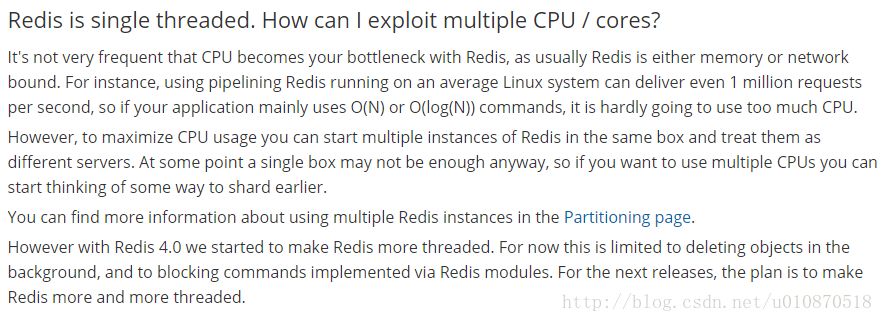 Redis is single threaded. How can I exploit multiple CPU / cores?
It's not very frequent that CPU becomes your bottleneck with Redis, as usually Redis is either memory or network
bound. For instance, using pipelining Redis running on an average Linux system can deliver even 1 million requests
per second, so if your application mainly uses O(N) or O(log(N)) commands, it is hardly going to use too much CPU.
However, to maximize CPU usage you can start multiple instances of Redis in the same box and treat them as
different servers. At some point a single box may not be enough anyway, so if you want to use multiple CPUs you can
start thinking of some way to shard earlier.
You can find more information about using multiple Redis instances in the Partitioning page.
However with Redis 4.0 we started to make Redis more threaded. For now this is limited to deleting objects in the
background, and to blocking commands implemented via Redis modules. For the next releases, the plan is to make
Redis more and more threaded.
http://blog.csdn.net/u010870518